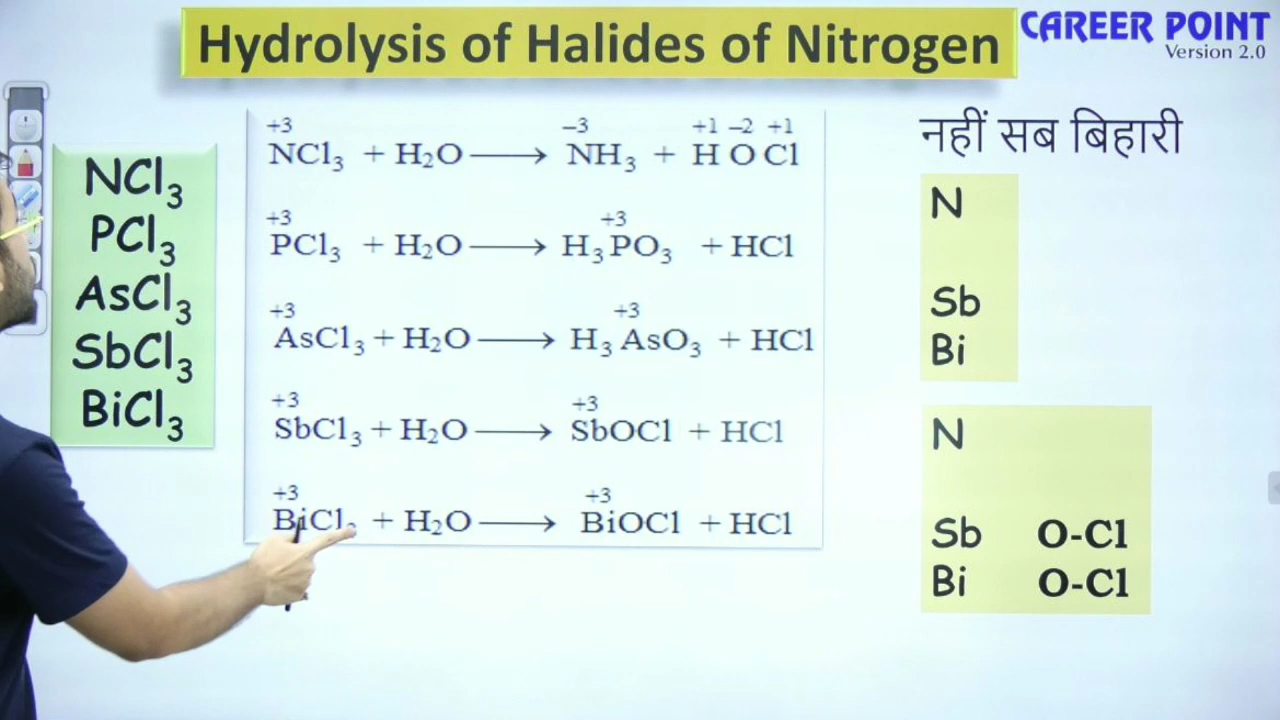 Hydrolysis of Halides of Nitrogen
CAREER POINT
Version 2.0
NCl₃
PCl₃
AsCl₃
SbCl₃
BiCl₃
+3 –3 +1 –2 +1
NCl₃ + H₂O ⟶ NH₃ + H O Cl
+3 +3
PCl₃ + H₂O ⟶ H₃PO₃ + HCl
+3 +3
AsCl₃ + H₂O ⟶ H₃ AsO₃ + HCl
+3 +3
SbCl₃ + H₂O ⟶ SbOCl + HCl
+3 +3
BiCl₃ + H₂O ⟶ BiOCl + HCl
नहीं सब बिहारी
N
Sb
Bi
N
Sb O-Cl
Bi O-Cl